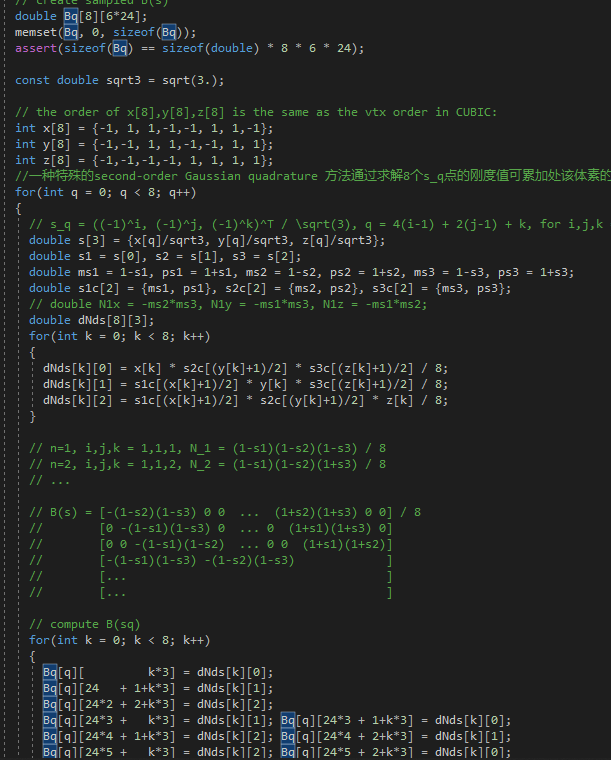 // create sampled B(s)
double Bq[8][6*24];
memset(Bq, 0, sizeof(Bq));
assert(sizeof(Bq) == sizeof(double) * 8 * 6 * 24);
const double sqrt3 = sqrt(3.);
// the order of x[8],y[8],z[8] is the same as the vtx order in CUBIC:
int x[8] = {-1, 1, 1,-1,-1, 1, 1,-1};
int y[8] = {-1,-1, 1, 1,-1,-1, 1, 1};
int z[8] = {-1,-1,-1,-1, 1, 1, 1, 1};
//一种特殊的second-order Gaussian quadrature 方法通过求解8个s_q点的刚度值可累加处该体素的
for(int q = 0; q < 8; q++)
{
// s_q = ((-1)^i, (-1)^j, (-1)^k)^T / \sqrt(3), q = 4(i-1) + 2(j-1) + k, for i,j,k
double s[3] = {x[q]/sqrt3, y[q]/sqrt3, z[q]/sqrt3};
double s1 = s[0], s2 = s[1], s3 = s[2];
double ms1 = 1-s1, ps1 = 1+s1, ms2 = 1-s2, ps2 = 1+s2, ms3 = 1-s3, ps3 = 1+s3;
double s1c[2] = {ms1, ps1}, s2c[2] = {ms2, ps2}, s3c[2] = {ms3, ps3};
// double N1x = -ms2*ms3, N1y = -ms1*ms3, N1z = -ms1*ms2;
double dNds[8][3];
for(int k = 0; k < 8; k++)
{
dNds[k][0] = x[k] * s2c[(y[k]+1)/2] * s3c[(z[k]+1)/2] / 8;
dNds[k][1] = s1c[(x[k]+1)/2] * y[k] * s3c[(z[k]+1)/2] / 8;
dNds[k][2] = s1c[(x[k]+1)/2] * s2c[(y[k]+1)/2] * z[k] / 8;
}
// n=1, i,j,k = 1,1,1, N_1 = (1-s1)(1-s2)(1-s3) / 8
// n=2, i,j,k = 1,1,2, N_2 = (1-s1)(1-s2)(1+s3) / 8
// ...
// B(s) = [-(1-s2)(1-s3) 0 0  ...  (1+s2)(1+s3) 0 0] / 8
//        [0 -(1-s1)(1-s3) 0  ... 0  (1+s1)(1+s3) 0]
//        [0 0 -(1-s1)(1-s2)  ... 0 0  (1+s1)(1+s2)]
//        [-(1-s1)(1-s3) -(1-s2)(1-s3)             ]
//        [...                                     ]
//        [...                                     ]
// compute B(sq)
for(int k = 0; k < 8; k++)
{
Bq[q][        k*3] = dNds[k][0];
Bq[q][24   + 1+k*3] = dNds[k][1];
Bq[q][24*2 + 2+k*3] = dNds[k][2];
Bq[q][24*3 +   k*3] = dNds[k][1]; Bq[q][24*3 + 1+k*3] = dNds[k][0];
Bq[q][24*4 + 1+k*3] = dNds[k][2]; Bq[q][24*4 + 2+k*3] = dNds[k][1];
Bq[q][24*5 +   k*3] = dNds[k][2]; Bq[q][24*5 + 2+k*3] = dNds[k][0];